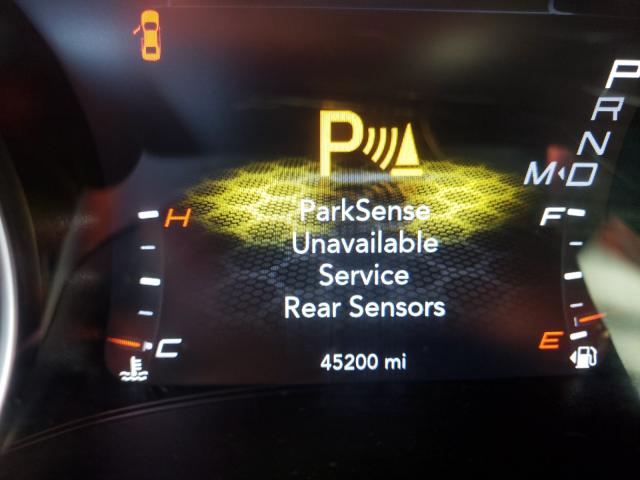 P
P
R
N
M D
H
F
ParkSense
Unavailable
Service
Rear Sensors
C
E
45200 mi